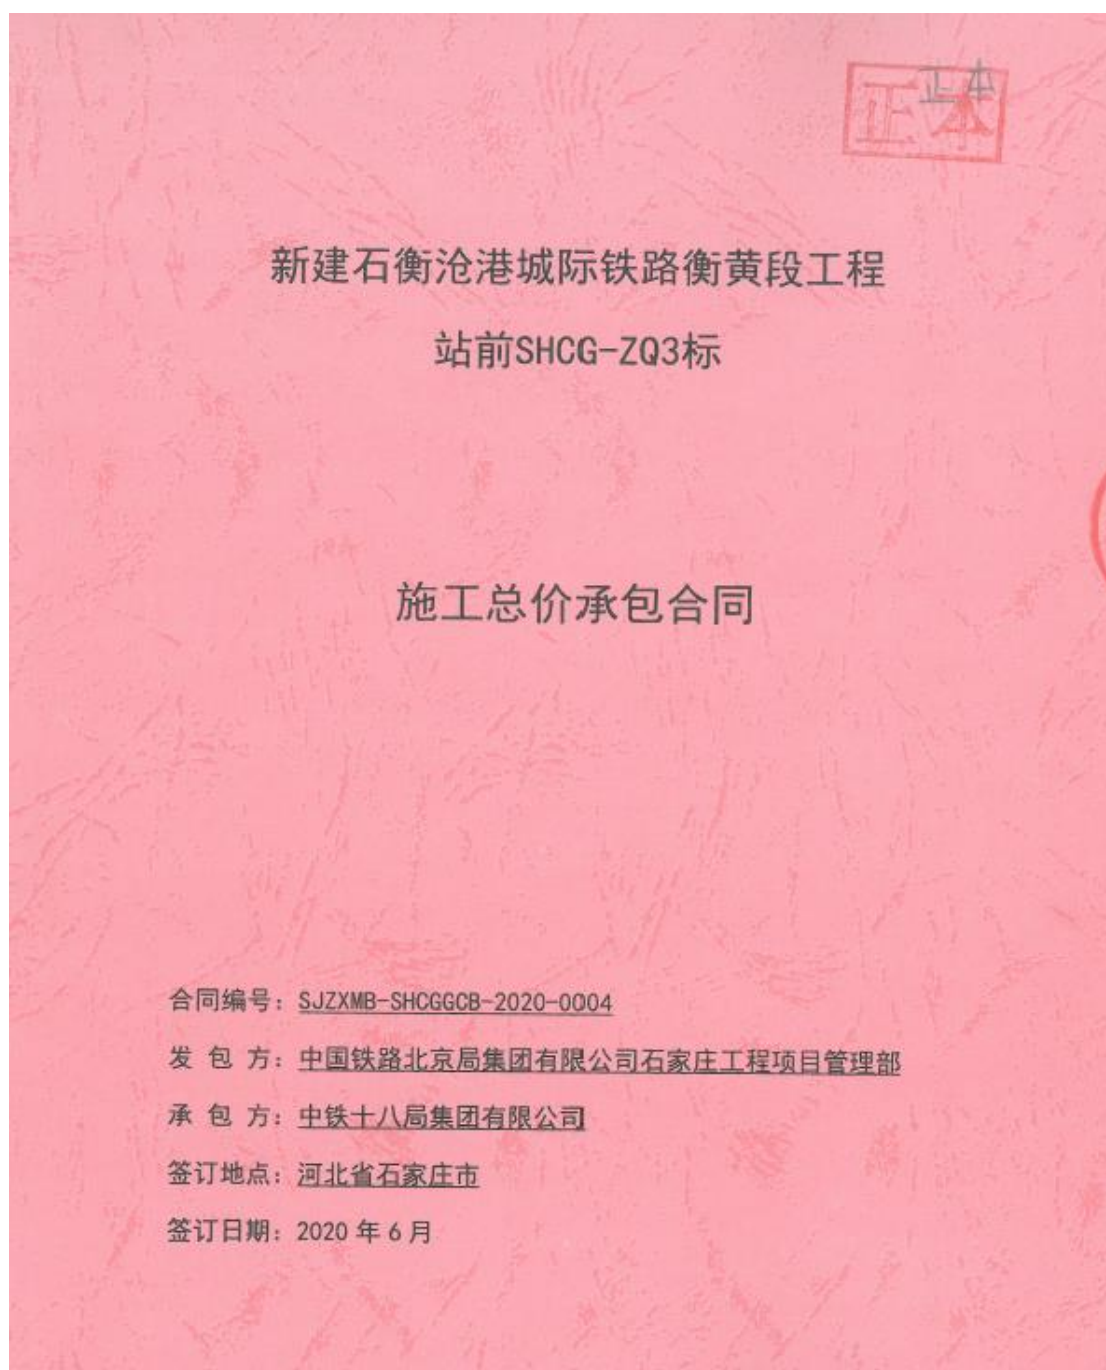 正本
正本
新建石衡沧港城际铁路衡黄段工程
站前SHCG-ZQ3标
施工总价承包合同
合同编号：SJZXMB-SHCGGCB-2020-0004
发 包 方：中国铁路北京局集团有限公司石家庄工程项目管理部
承 包 方：中铁十八局集团有限公司
签订地点：河北省石家庄市
签订日期：2020 年 6 月